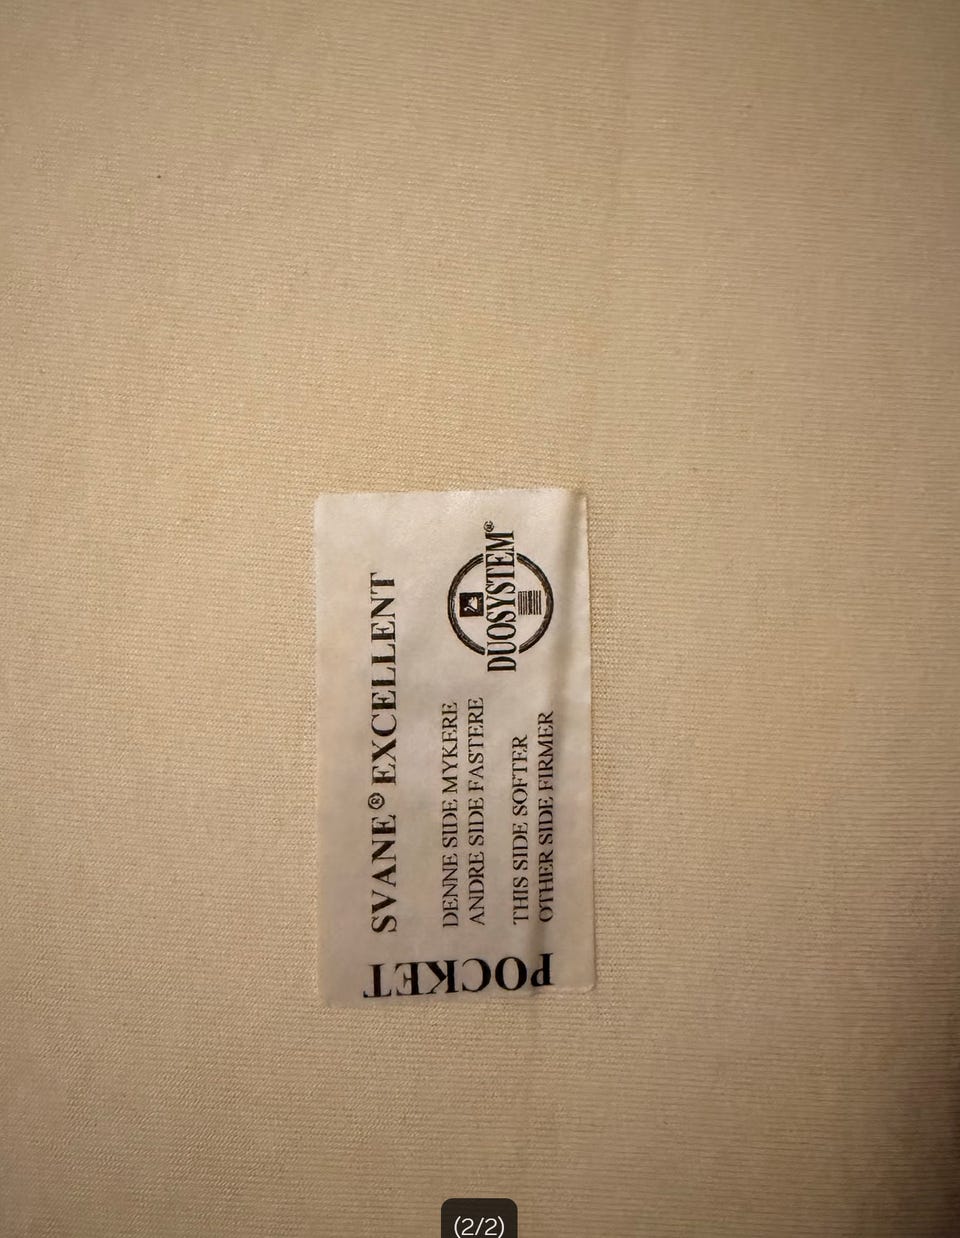 POCKET
SVANE® EXCELLENT
DENNE SIDE MYKERE
ANDRE SIDE FASTERE
THIS SIDE SOFTER
OTHER SIDE FIRMER
DUOSYSTEM®
(2/2)